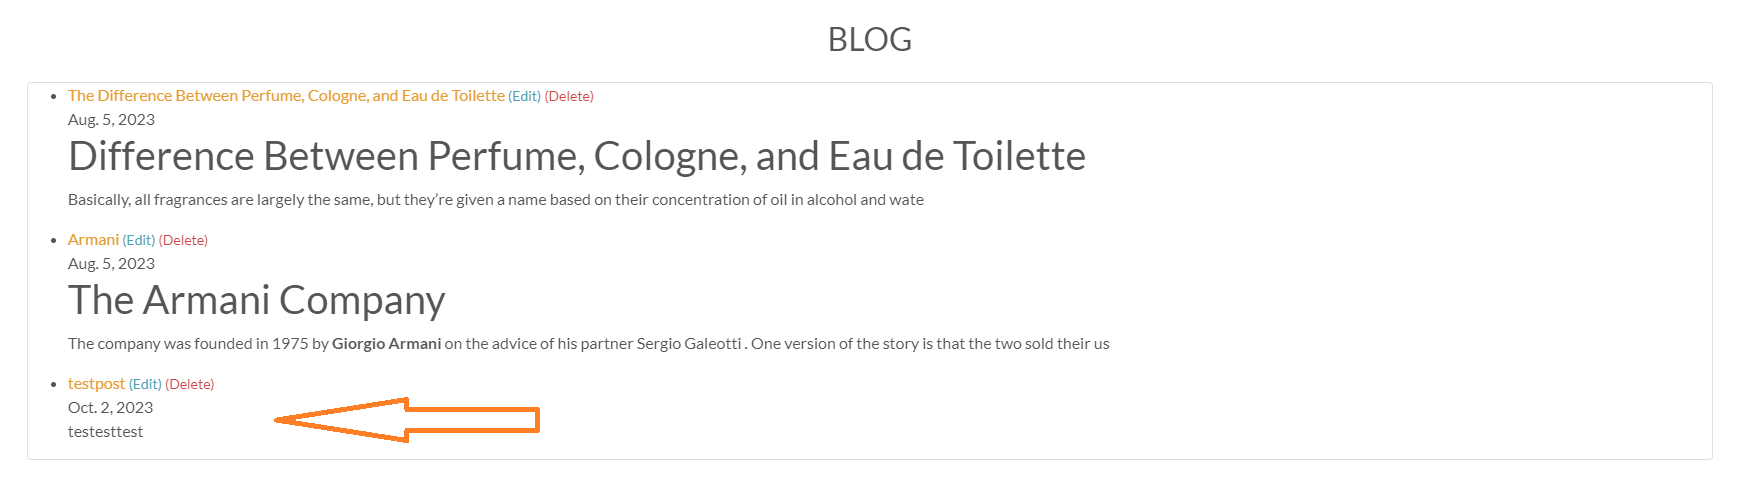 BLOG
The Difference Between Perfume, Cologne, and Eau de Toilette (Edit) (Delete)
Aug. 5, 2023
Difference Between Perfume, Cologne, and Eau de Toilette
Basically, all fragrances are largely the same, but they’re given a name based on their concentration of oil in alcohol and wate
Armani (Edit) (Delete)
Aug. 5, 2023
The Armani Company
The company was founded in 1975 by Giorgio Armani on the advice of his partner Sergio Galeotti . One version of the story is that the two sold their us
testpost (Edit) (Delete)
Oct. 2, 2023
testesttest